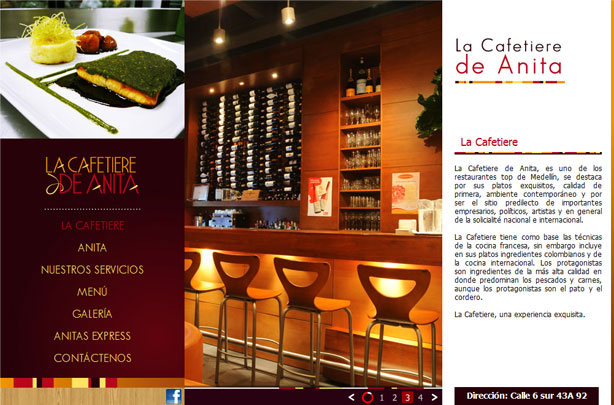 LA CAFETIERE
DE ANITA
LA CAFETIERE
ANITA
NUESTROS SERVICIOS
MENÚ
GALERÍA
ANITAS EXPRESS
CONTÁCTENOS
f
< 1 2 3 4 >
La Cafetiere
de Anita
La Cafetiere
La Cafetiere de Anita, es uno de los
restaurantes top de Medellín, se destaca
por sus platos exquisitos, calidad de
primera, ambiente contemporáneo y por
ser el sitio predilecto de importantes
empresarios, políticos, artistas y en general
de la solicialité nacional e internacional.
La Cafetiere tiene como base las técnicas
de la cocina francesa, sin embargo incluye
en sus platos ingredientes colombianos y de
la cocina internacional. Los protagonistas
son ingredientes de la más alta calidad en
donde predominan los pescados y carnes,
aunque los protagonistas son el pato y el
cordero.
La Cafetiere, una experiencia exquisita.
Dirección: Calle 6 sur 43A 92